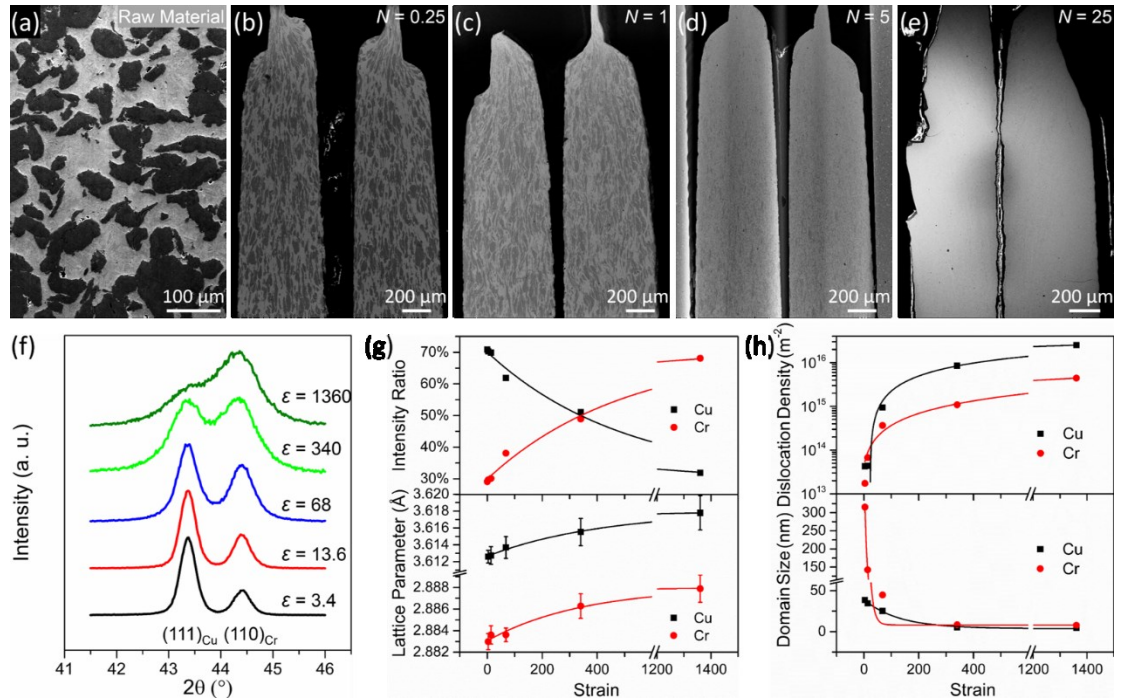 (a) Raw Material
100 µm
(b) N = 0.25
200 µm
(c) N = 1
200 µm
(d) N = 5
200 µm
(e) N = 25
200 µm
(f)
Intensity (a. u.)
ε = 1360
ε = 340
ε = 68
ε = 13.6
ε = 3.4
(111)Cu (110)Cr
41 42 43 44 45 46
2θ (°)
(g)
Intensity Ratio
70%
60%
50%
40%
30%
Cu
Cr
Lattice Parameter (Å)
3.620
3.618
3.616
3.614
3.612
2.888
2.886
2.884
2.882
Cu
Cr
0 200 400 600 1200 1400
Strain
(h)
Dislocation Density (m-2)
1016
1015
1014
1013
Cu
Cr
Domain Size (nm)
300
250
200
150
100
50
0
Cu
Cr
0 200 400 600 1200 1400
Strain